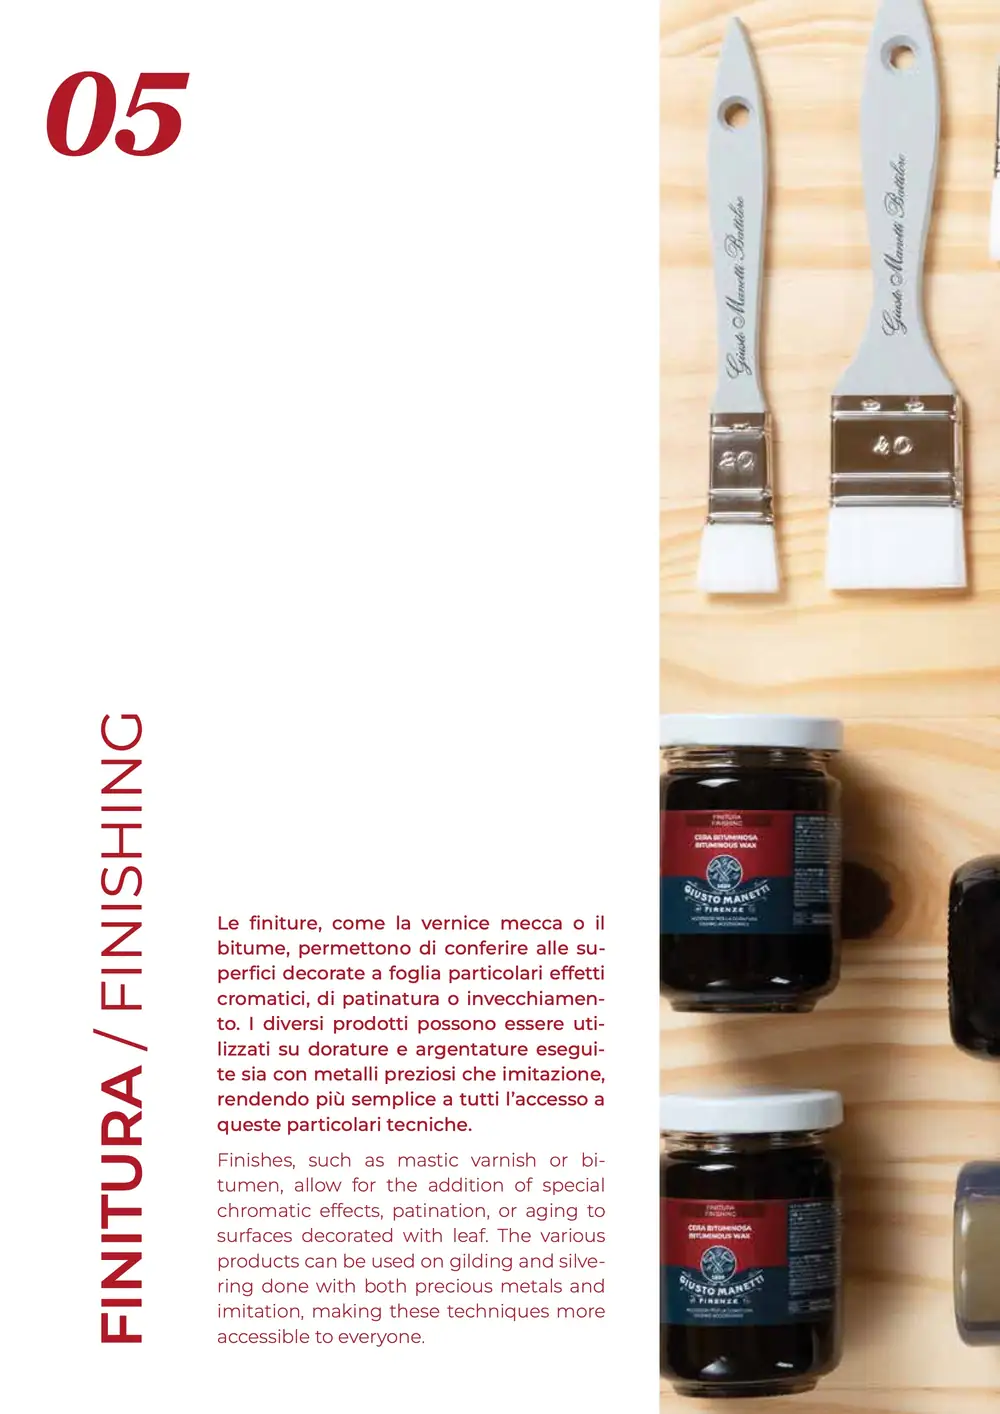 05
FINITURA / FINISHING
Le finiture, come la vernice mecca o il
bitume, permettono di conferire alle su-
perfici decorate a foglia particolari effetti
cromatici, di patinatura o invecchiamen-
to. I diversi prodotti possono essere uti-
lizzati su dorature e argentature esegui-
te sia con metalli preziosi che imitazione,
rendendo più semplice a tutti l’accesso a
queste particolari tecniche.
Finishes, such as mastic varnish or bi-
tumen, allow for the addition of special
chromatic effects, patination, or aging to
surfaces decorated with leaf. The various
products can be used on gilding and silve-
ring done with both precious metals and
imitation, making these techniques more
accessible to everyone.
Giusto Manetti Battiloro
20
Giusto Manetti Battiloro
40
FINITURA
FINISHING
CERA BITUMINOSA
BITUMINOUS WAX
GIUSTO MANETTI
FIRENZE
FINITURA
FINISHING
CERA BITUMINOSA
BITUMINOUS WAX
GIUSTO MANETTI
FIRENZE